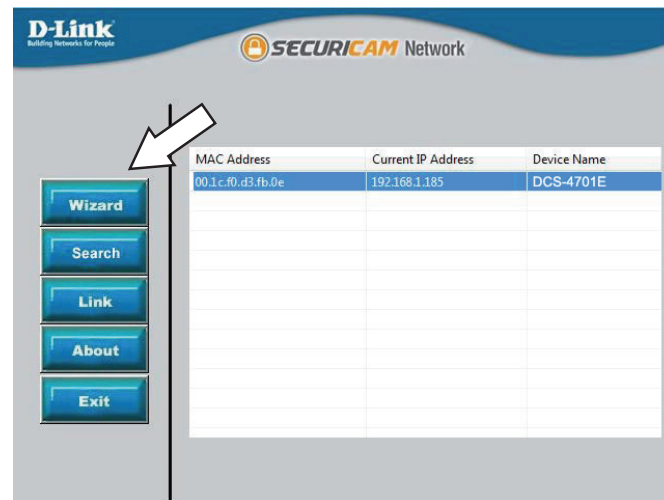 D-Link
Building Networks for People
SECURICAM Network
MAC Address Current IP Address Device Name
00.1c.f0.d3.fb.0e 192.168.1.185 DCS-4701E
Wizard
Search
Link
About
Exit